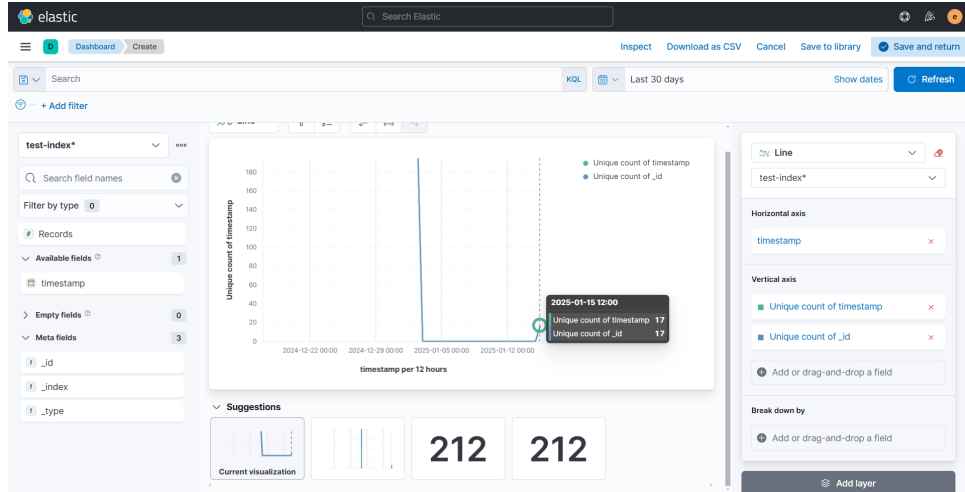 elastic
Search Elastic
e
D
Dashboard
Create
Inspect
Download as CSV
Cancel
Save to library
Save and return
Search
KQL
Last 30 days
Show dates
Refresh
+ Add filter
test-index*
Search field names
Filter by type 0
# Records
Available fields 1
timestamp
Empty fields 0
Meta fields 3
t _id
t _index
t _type
Line
Unique count of timestamp
180
160
140
120
100
80
60
40
20
0
2024-12-22 00:00
2024-12-29 00:00
2025-01-05 00:00
2025-01-12 00:00
timestamp per 12 hours
Unique count of timestamp
Unique count of _id
2025-01-15 12:00
Unique count of timestamp 17
Unique count of _id 17
Suggestions
Current visualization
212
212
Line
test-index*
Horizontal axis
timestamp
Vertical axis
Unique count of timestamp
Unique count of _id
Add or drag-and-drop a field
Break down by
Add or drag-and-drop a field
Add layer